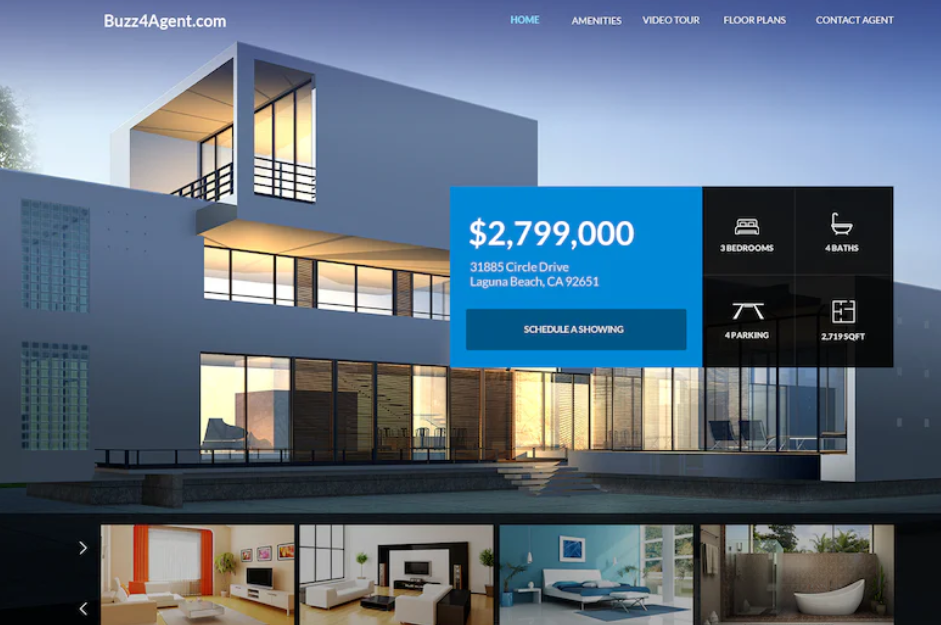 Buzz4Agent.com
HOME
AMENITIES
VIDEO TOUR
FLOOR PLANS
CONTACT AGENT
$2,799,000
31885 Circle Drive
Laguna Beach, CA 92651
SCHEDULE A SHOWING
3 BEDROOMS
4 BATHS
4 PARKING
2,719 SQFT